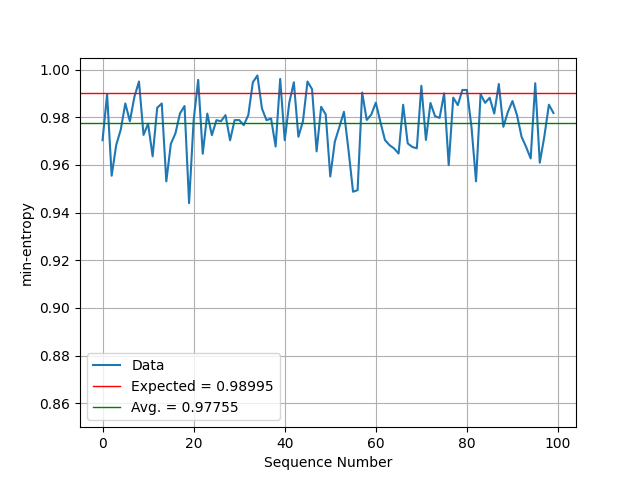 1.00
0.98
0.96
0.94
0.92
0.90
0.88
0.86
min-entropy
Data
Expected = 0.98995
Avg. = 0.97755
0 20 40 60 80 100
Sequence Number